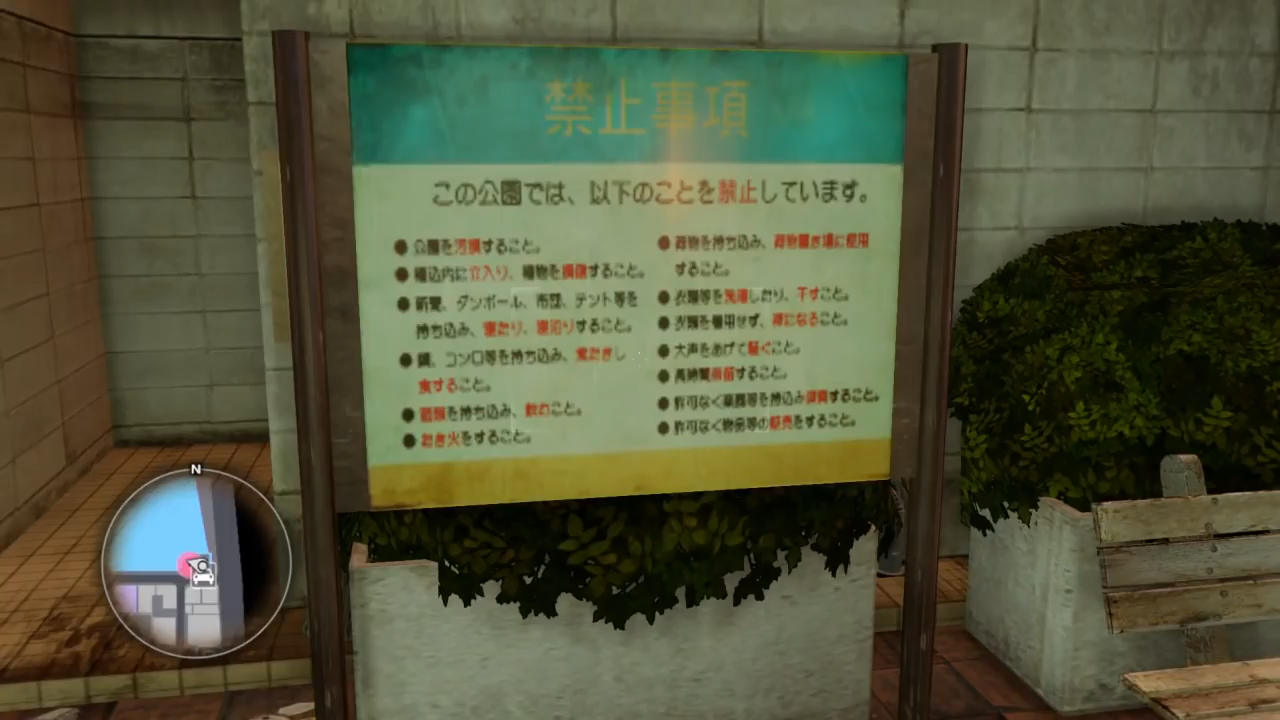 禁止事項
この公園では、以下のことを禁止しています。
● 公園を汚損すること。
● 植込内に立入り、植物を損傷すること。
● 新聞、ダンボール、布団、テント等を
持ち込み、寝たり、寝泊りすること。
● 鍋、コンロ等を持ち込み、煮たきし
食すること。
● 酒類を持ち込み、飲むこと。
● たき火をすること。
● 荷物を持ち込み、荷物置き場に使用
すること。
● 衣類等を洗濯したり、干すこと。
● 衣類を着用せず、裸になること。
● 大声をあげて騒ぐこと。
● 長時間すること。
● 許可なく楽器等を持込み演奏すること。
● 許可なく物品等の販売をすること。
N